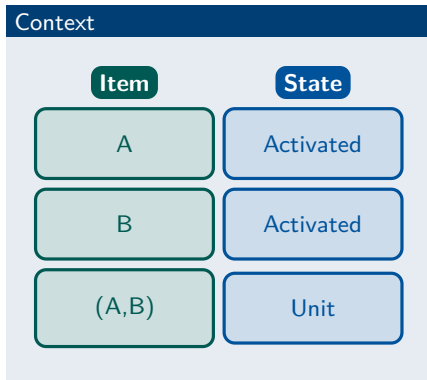 Context
Item State
A Activated
B Activated
(A,B) Unit